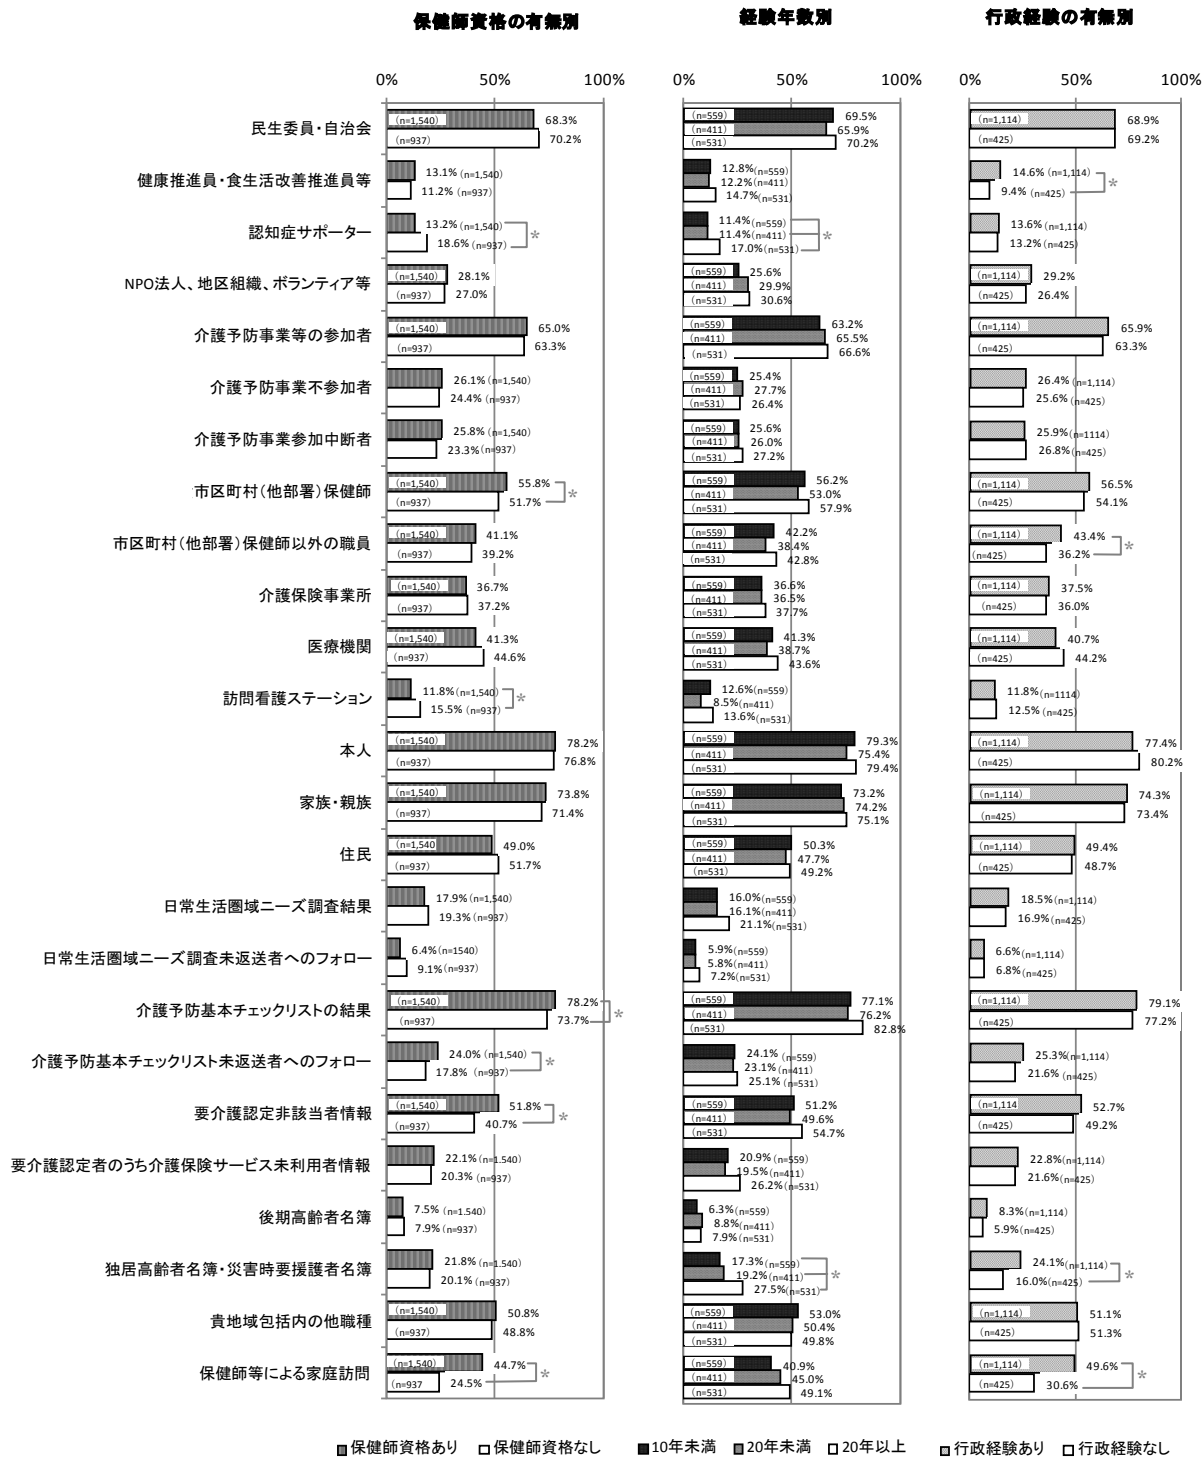 保健師資格の有無別 経験年数別 行政経験の有無別
0% 50% 100% 0% 50% 100% 0% 50% 100%
民生委員・自治会
(n=1,540) 68.3% (n=559) 69.5% (n=1,114) 68.9%
(n=411) 65.9%
(n=937) 70.2% (n=531) 70.2% (n=425) 69.2%
健康推進員・食生活改善推進員等
13.1%(n=1,540) 12.8%(n=559) 14.6%(n=1,114)
12.2%(n=411) *
11.2%(n=937) 14.7%(n=531) 9.4%(n=425)
認知症サポーター
13.2%(n=1,540) 11.4%(n=559) 13.6%(n=1,114)
* 11.4%(n=411) *
18.6%(n=937) 17.0%(n=531) 13.2%(n=425)
NPO法人、地区組織、ボランティア等
(n=1,540) 28.1% (n=559) 25.6% (n=1,114) 29.2%
(n=411) 29.9%
(n=937) 27.0% (n=531) 30.6% (n=425) 26.4%
介護予防事業等の参加者
(n=1,540) 65.0% (n=559) 63.2% (n=1,114) 65.9%
(n=411) 65.5%
(n=937) 63.3% (n=531) 66.6% (n=425) 63.3%
介護予防事業不参加者
26.1%(n=1,540) (n=559) 25.4% 26.4%(n=1,114)
(n=411) 27.7%
24.4%(n=937) (n=531) 26.4% 25.6%(n=425)
介護予防事業参加中断者
25.8%(n=1,540) (n=559) 25.6% 25.9%(n=1114)
(n=411) 26.0%
23.3%(n=937) (n=531) 27.2% 26.8%(n=425)
市区町村(他部署)保健師
(n=1,540) 55.8% (n=559) 56.2% (n=1,114) 56.5%
* (n=411) 53.0%
(n=937) 51.7% (n=531) 57.9% (n=425) 54.1%
市区町村(他部署)保健師以外の職員
(n=1,540) 41.1% (n=559) 42.2% (n=1,114) 43.4%
(n=411) 38.4% *
(n=937) 39.2% (n=531) 42.8% (n=425) 36.2%
介護保険事業所
(n=1,540) 36.7% (n=559) 36.6% (n=1,114) 37.5%
(n=411) 36.5%
(n=937) 37.2% (n=531) 37.7% (n=425) 36.0%
医療機関
(n=1,540) 41.3% (n=559) 41.3% (n=1,114) 40.7%
(n=411) 38.7%
(n=937) 44.6% (n=531) 43.6% (n=425) 44.2%
訪問看護ステーション
11.8%(n=1,540) 12.6%(n=559) 11.8%(n=1114)
* 8.5%(n=411)
15.5%(n=937) 13.6%(n=531) 12.5%(n=425)
本人
(n=1,540) 78.2% (n=559) 79.3% (n=1,114) 77.4%
(n=411) 75.4%
(n=937) 76.8% (n=531) 79.4% (n=425) 80.2%
家族・親族
(n=1,540) 73.8% (n=559) 73.2% (n=1,114) 74.3%
(n=411) 74.2%
(n=937) 71.4% (n=531) 75.1% (n=425) 73.4%
住民
(n=1,540 49.0% (n=559) 50.3% (n=1,114) 49.4%
(n=411) 47.7%
(n=937) 51.7% (n=531) 49.2% (n=425) 48.7%
日常生活圏域ニーズ調査結果
17.9%(n=1,540) 16.0%(n=559) 18.5%(n=1,114)
16.1%(n=411)
19.3%(n=937) 21.1%(n=531) 16.9%(n=425)
日常生活圏域ニーズ調査未返送者へのフォロー
6.4%(n=1540) 5.9%(n=559) 6.6%(n=1,114)
5.8%(n=411)
9.1%(n=937) 7.2%(n=531) 6.8%(n=425)
介護予防基本チェックリストの結果
(n=1,540) 78.2% (n=559) 77.1% (n=1,114) 79.1%
* (n=411) 76.2%
(n=937) 73.7% (n=531) 82.8% (n=425) 77.2%
介護予防基本チェックリスト未返送者へのフォロー
24.0%(n=1,540) 24.1%(n=559) 25.3%(n=1,114)
* 23.1%(n=411)
17.8%(n=937) 25.1%(n=531) 21.6%(n=425)
要介護認定非該当者情報
(n=1,540) 51.8% (n=559) 51.2% (n=1,114 52.7%
* (n=411) 49.6%
(n=937) 40.7% (n=531) 54.7% (n=425) 49.2%
要介護認定者のうち介護保険サービス未利用者情報
22.1%(n=1.540) 20.9%(n=559) 22.8%(n=1,114)
19.5%(n=411)
20.3%(n=937) 26.2%(n=531) 21.6%(n=425)
後期高齢者名簿
7.5%(n=1.540) 6.3%(n=559) 8.3%(n=1,114)
8.8%(n=411)
7.9%(n=937) 7.9%(n=531) 5.9%(n=425)
独居高齢者名簿・災害時要援護者名簿
21.8%(n=1.540) 17.3%(n=559) 24.1%(n=1,114)
19.2%(n=411) * *
20.1%(n=937) 27.5%(n=531) 16.0%(n=425)
貴地域包括内の他職種
(n=1,540) 50.8% (n=559) 53.0% (n=1,114) 51.1%
(n=411) 50.4%
(n=937) 48.8% (n=531) 49.8% (n=425) 51.3%
保健師等による家庭訪問
(n=1,540) 44.7% (n=559) 40.9% (n=1,114) 49.6%
* (n=411) 45.0% *
(n=937 24.5% (n=531) 49.1% (n=425) 30.6%
保健師資格あり 保健師資格なし 10年未満 20年未満 20年以上 行政経験あり 行政経験なし